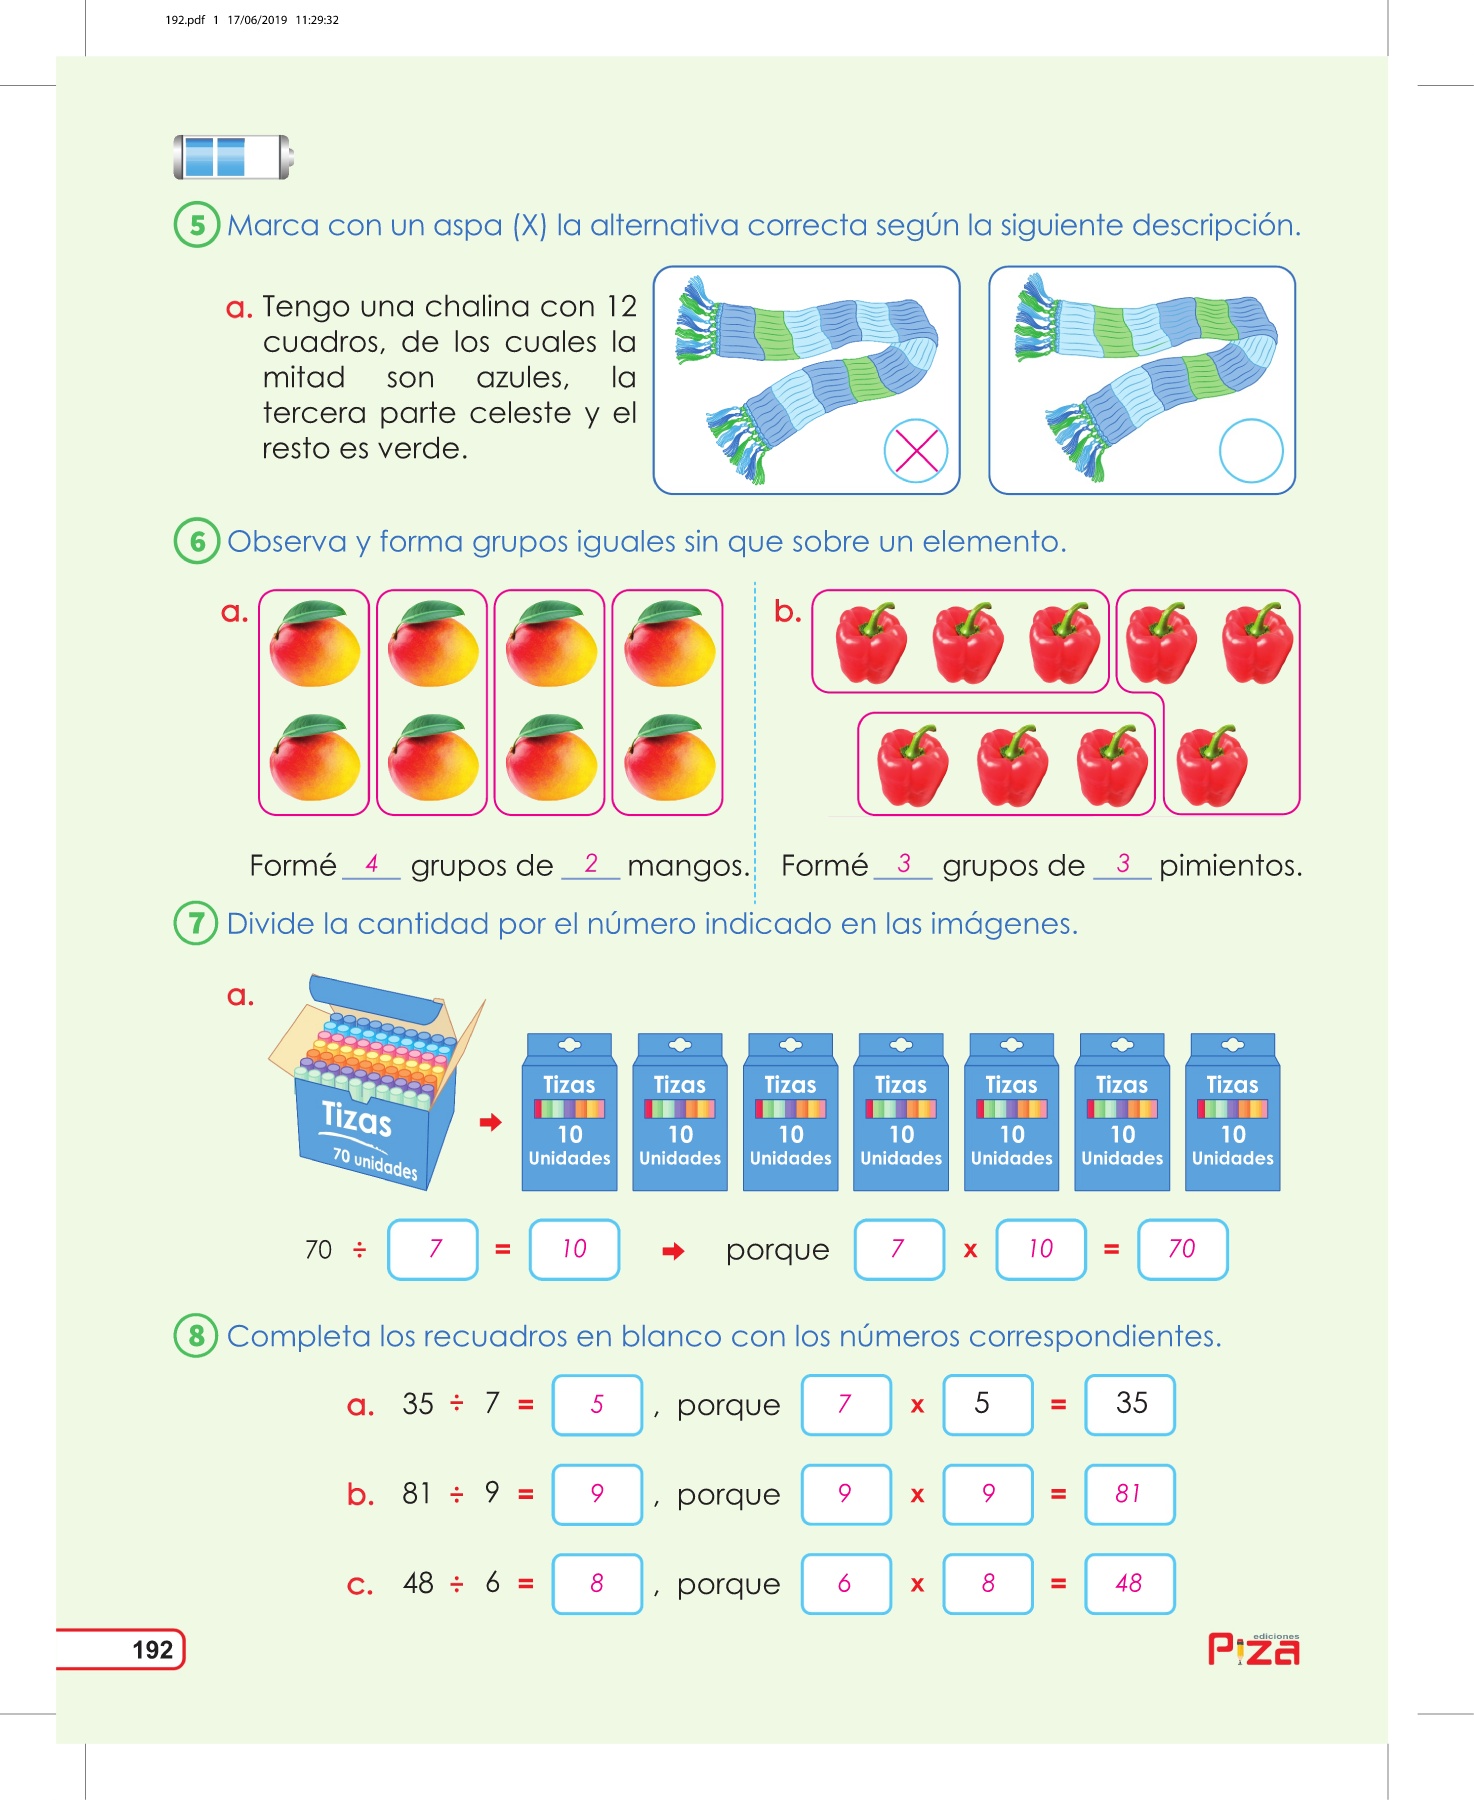 192.pdf 1 17/06/2019 11:29:32
5 Marca con un aspa (X) la alternativa correcta según la siguiente descripción.
a. Tengo una chalina con 12
cuadros, de los cuales la
mitad son azules, la
tercera parte celeste y el
resto es verde.
6 Observa y forma grupos iguales sin que sobre un elemento.
a.
b.
Formé 4 grupos de 2 mangos.
Formé 3 grupos de 3 pimientos.
7 Divide la cantidad por el número indicado en las imágenes.
a.
Tizas
70 unidades
Tizas
10
Unidades
Tizas
10
Unidades
Tizas
10
Unidades
Tizas
10
Unidades
Tizas
10
Unidades
Tizas
10
Unidades
Tizas
10
Unidades
70 ÷ 7 = 10 porque 7 x 10 = 70
8 Completa los recuadros en blanco con los números correspondientes.
a. 35 ÷ 7 = 5 , porque 7 x 5 = 35
b. 81 ÷ 9 = 9 , porque 9 x 9 = 81
c. 48 ÷ 6 = 8 , porque 6 x 8 = 48
192
ediciones
Piza